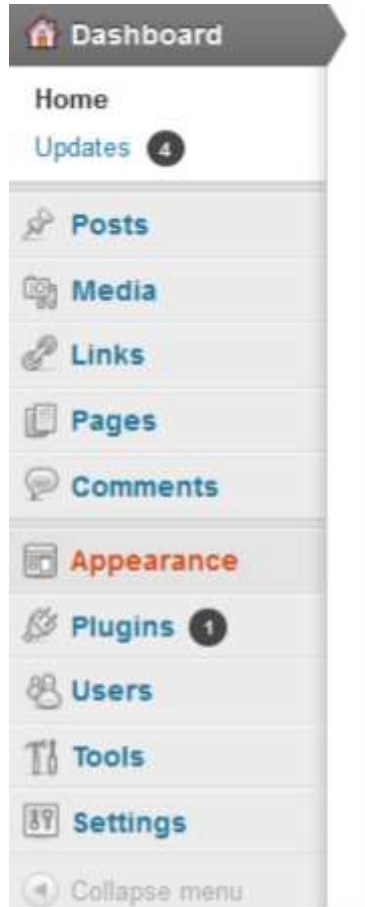 Dashboard
Home
Updates 4
Posts
Media
Links
Pages
Comments
Appearance
Plugins 1
Users
Tools
Settings
Collapse menu